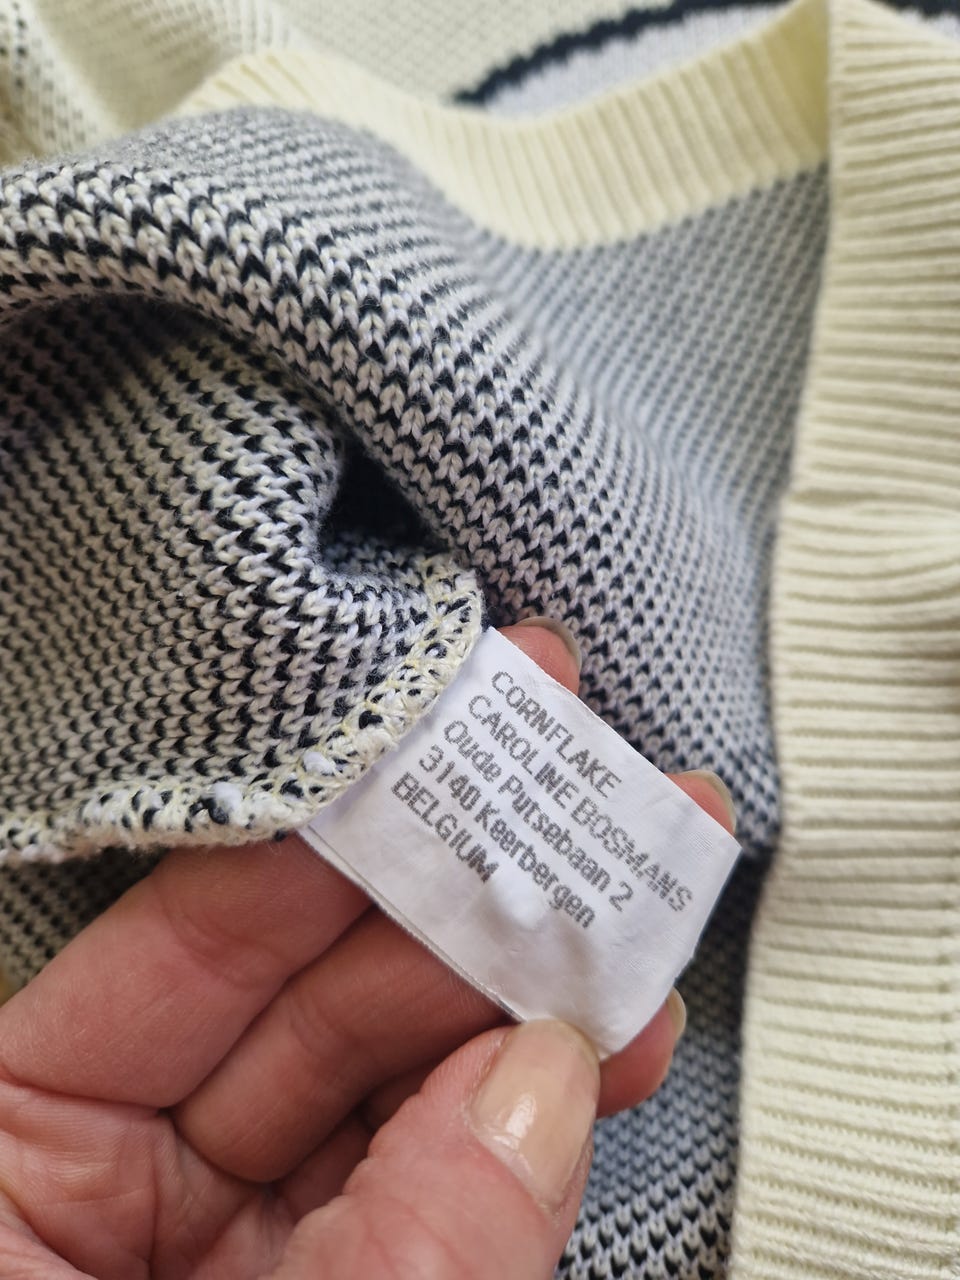 CORNFLAKE
CAROLINE BOSMANS
Oude Putsebaan 2
3140 Keerbergen
BELGIUM